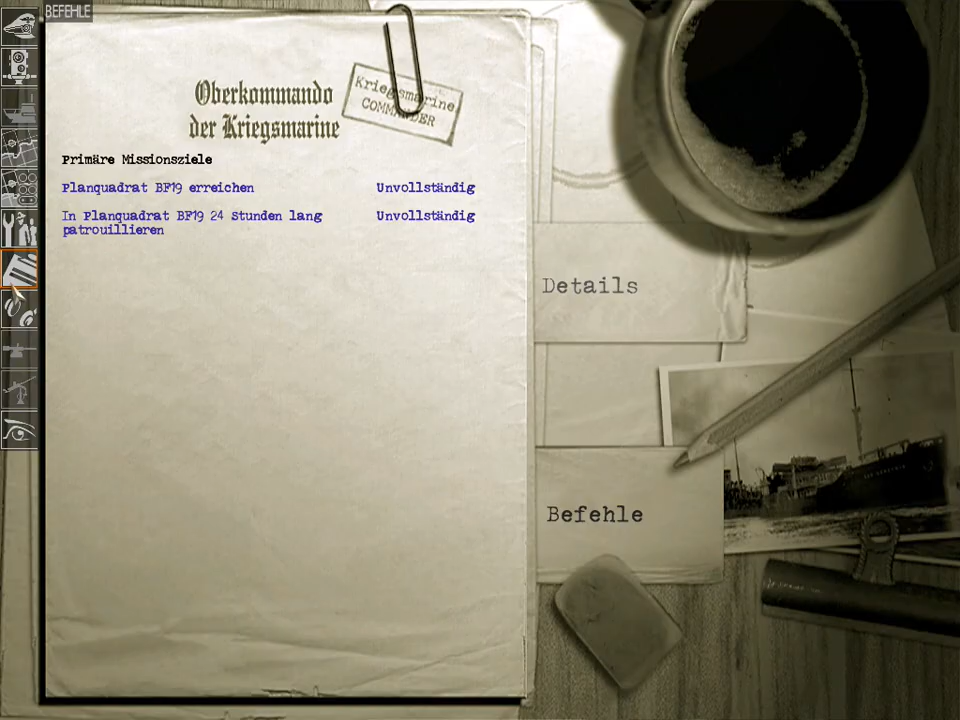 BEFEHLE
Oberkommando
der Kriegsmarine
Kriegsmarine
COMMANDER
Primäre Missionsziele
Planquadrat BF19 erreichen Unvollständig
In Planquadrat BF19 24 Stunden lang Unvollständig
patrouillieren
Details
Befehle